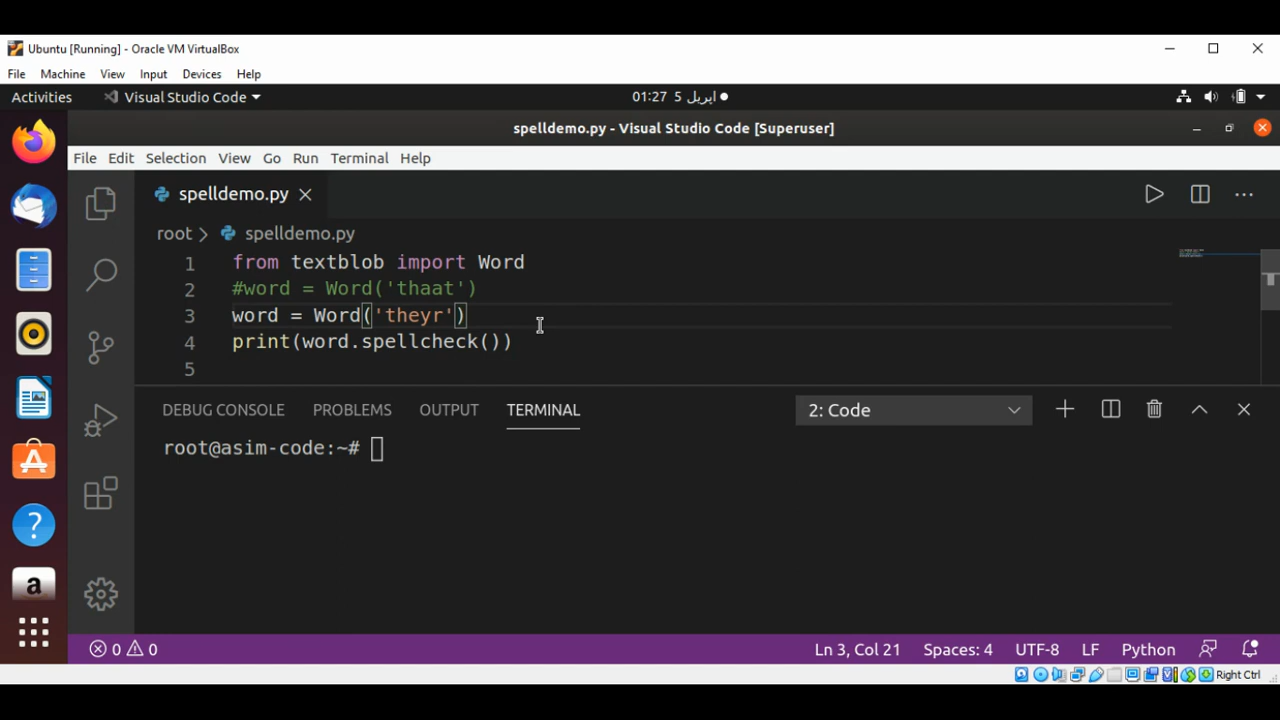 Ubuntu [Running] - Oracle VM VirtualBox
File Machine View Input Devices Help
Activities Visual Studio Code 01:27 5 اپریل
spelldemo.py - Visual Studio Code [Superuser]
File Edit Selection View Go Run Terminal Help
spelldemo.py
root > spelldemo.py
1 from textblob import Word
2 #word = Word('thaat')
3 word = Word('theyr')
4 print(word.spellcheck())
5
DEBUG CONSOLE PROBLEMS OUTPUT TERMINAL 2: Code
root@asim-code:~#
0 0 Ln 3, Col 21 Spaces: 4 UTF-8 LF Python
Right Ctrl